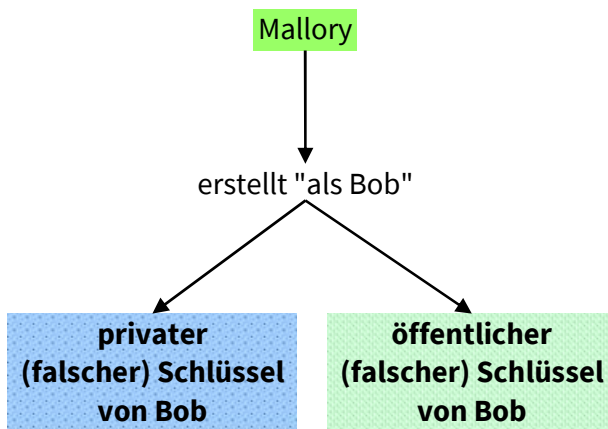 Mallory
erstellt "als Bob"
privater
(falscher) Schlüssel
von Bob
öffentlicher
(falscher) Schlüssel
von Bob